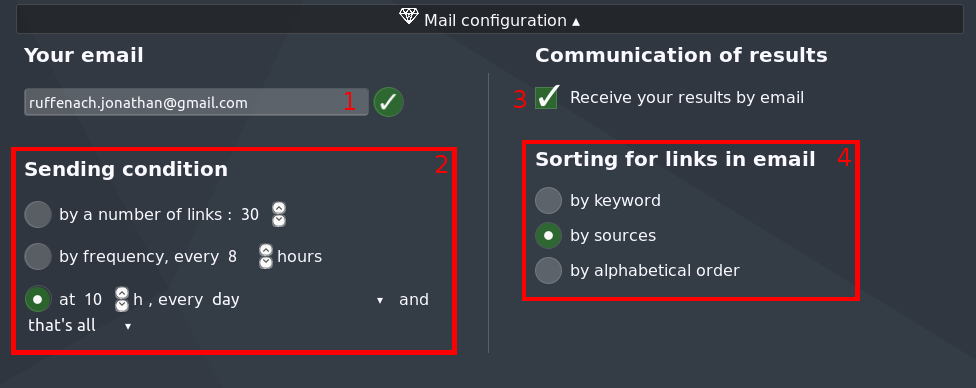 Mail configuration ▴
Your email
ruffenach.jonathan@gmail.com 1
Sending condition 2
by a number of links : 30
by frequency, every 8 hours
at 10 h , every day ▾ and
that's all ▾
Communication of results
3 Receive your results by email
Sorting for links in email 4
by keyword
by sources
by alphabetical order